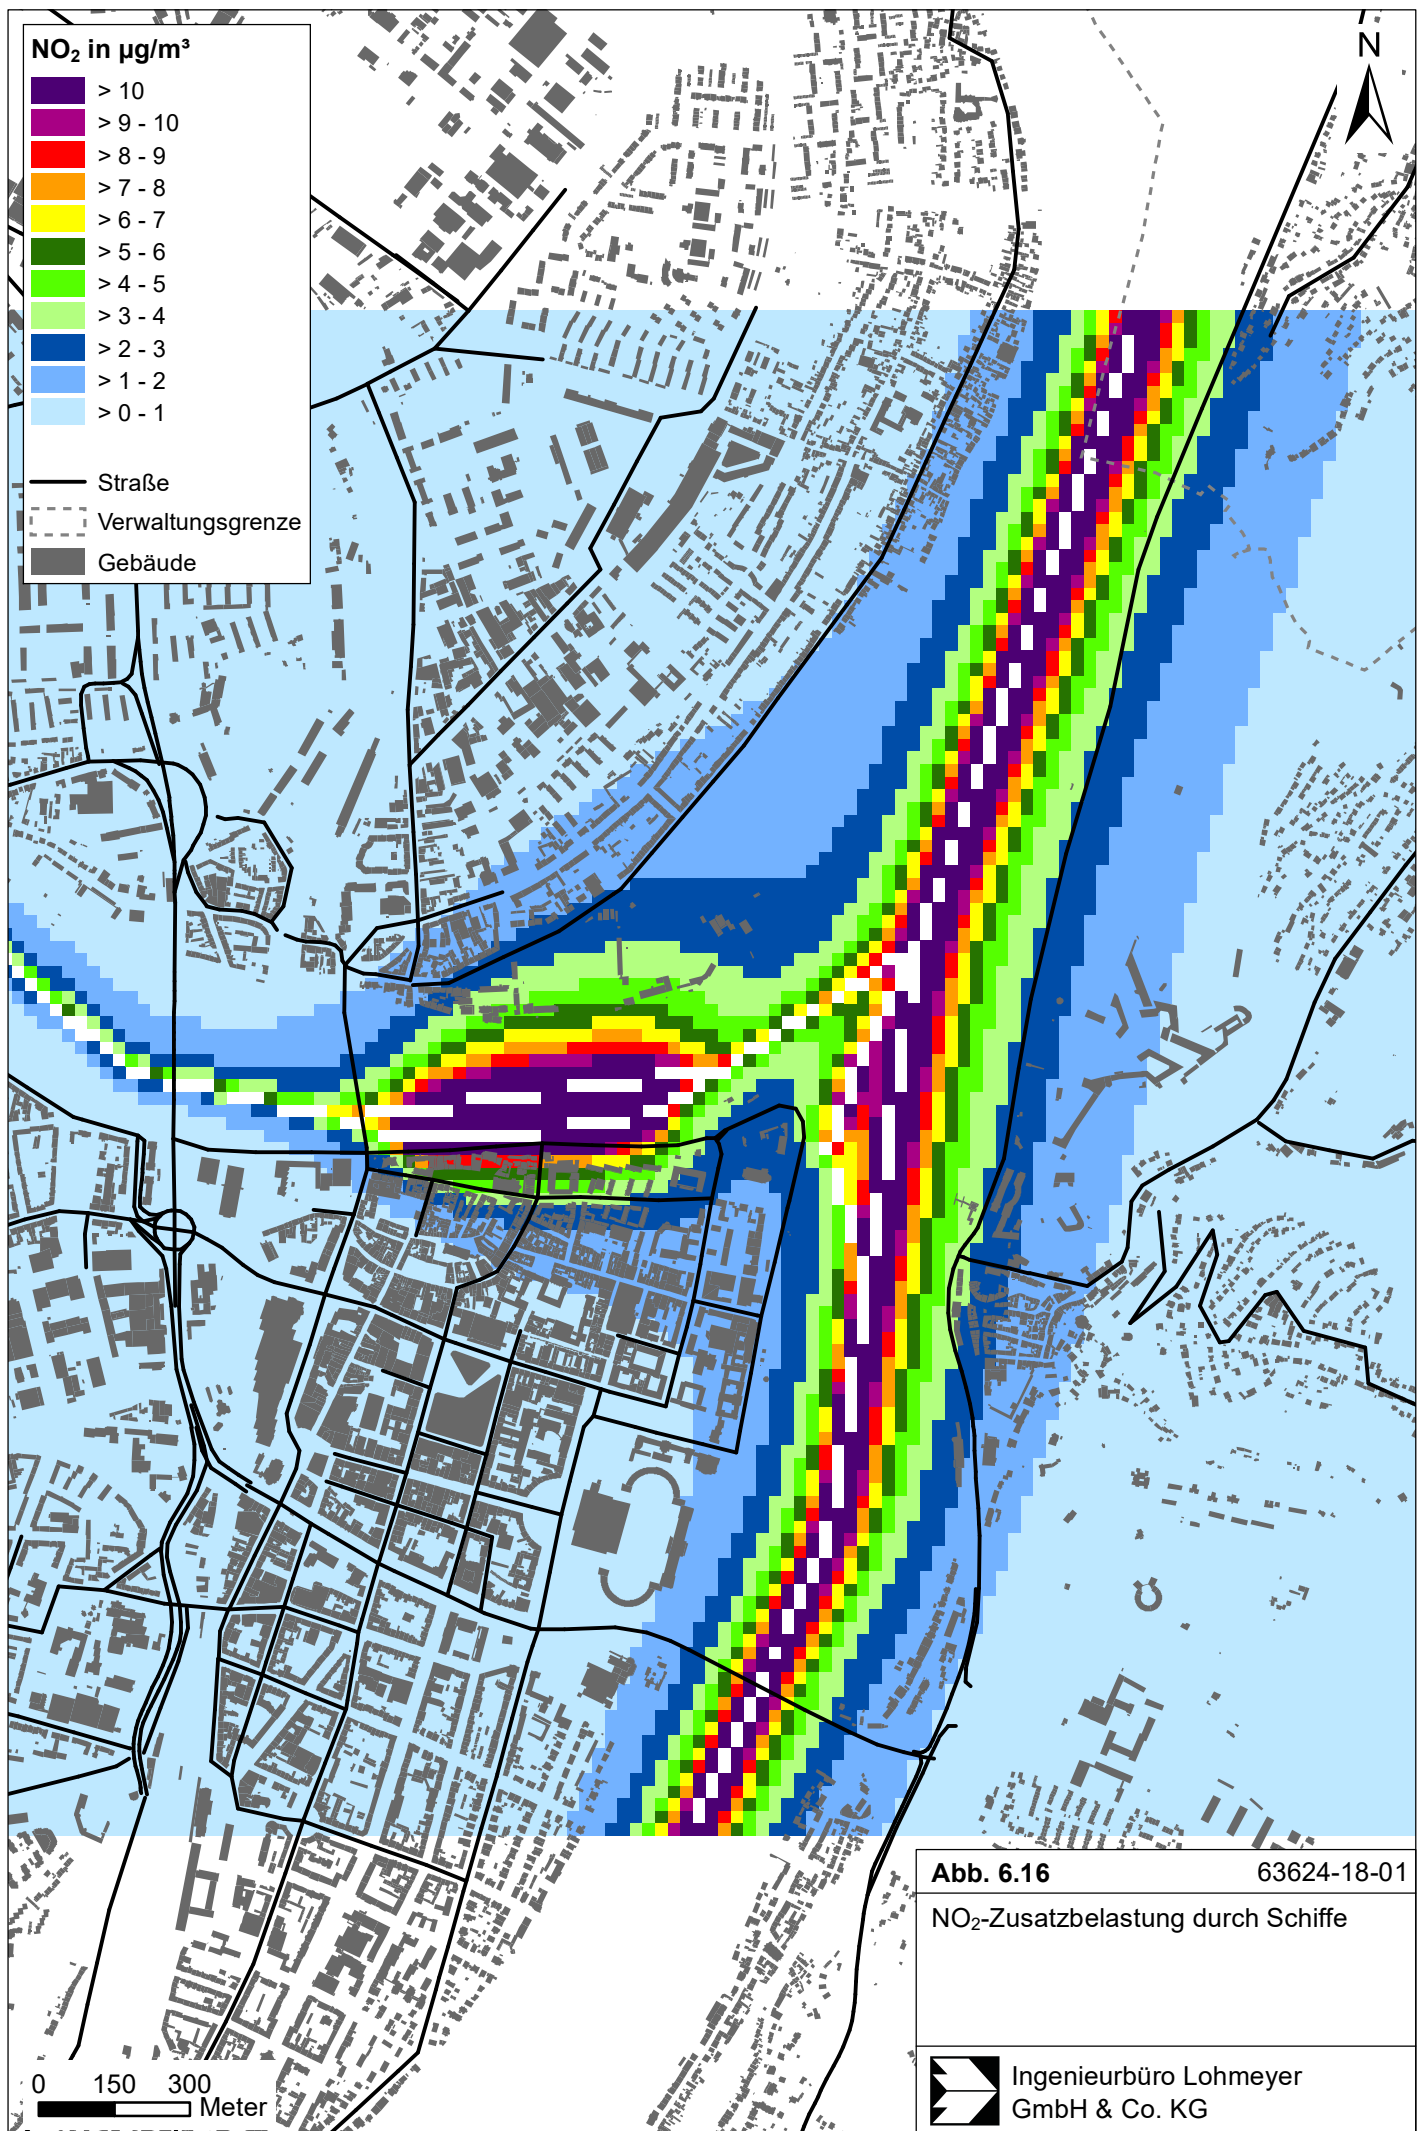 NO₂ in µg/m³
> 10
> 9 - 10
> 8 - 9
> 7 - 8
> 6 - 7
> 5 - 6
> 4 - 5
> 3 - 4
> 2 - 3
> 1 - 2
> 0 - 1
Straße
Verwaltungsgrenze
Gebäude
N
Abb. 6.16 63624-18-01
NO₂-Zusatzbelastung durch Schiffe
Ingenieurbüro Lohmeyer
GmbH & Co. KG
0 150 300
Meter